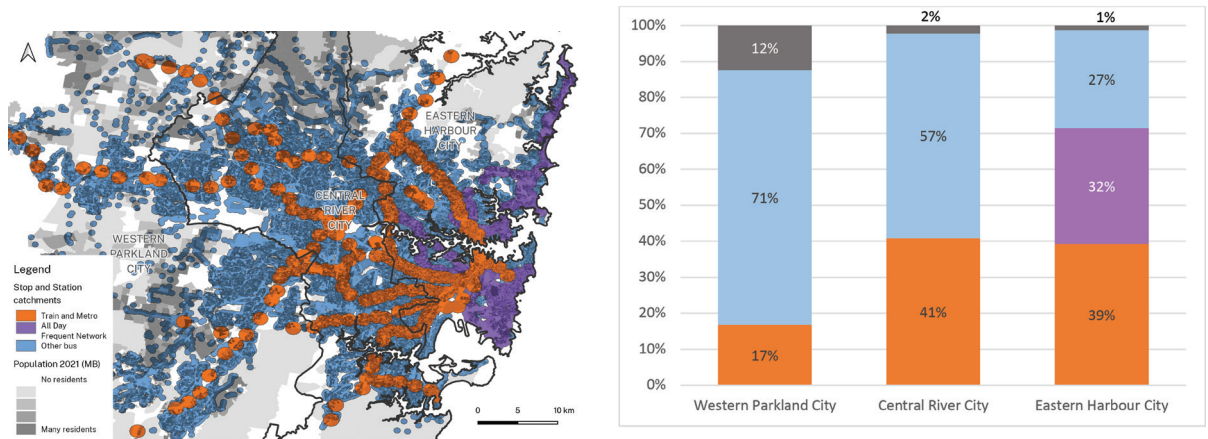 EASTERN
HARBOUR
CITY
CENTRAL
RIVER
CITY
WESTERN
PARKLAND
CITY
Legend
Stop and Station
catchments
Train and Metro
All Day
Frequent Network
Other bus
Population 2021 (MB)
No residents
Many residents
0 5 10 km
100%
90%
80%
70%
60%
50%
40%
30%
20%
10%
0%
12%
71%
17%
2%
57%
41%
1%
27%
32%
39%
Western Parkland City
Central River City
Eastern Harbour City